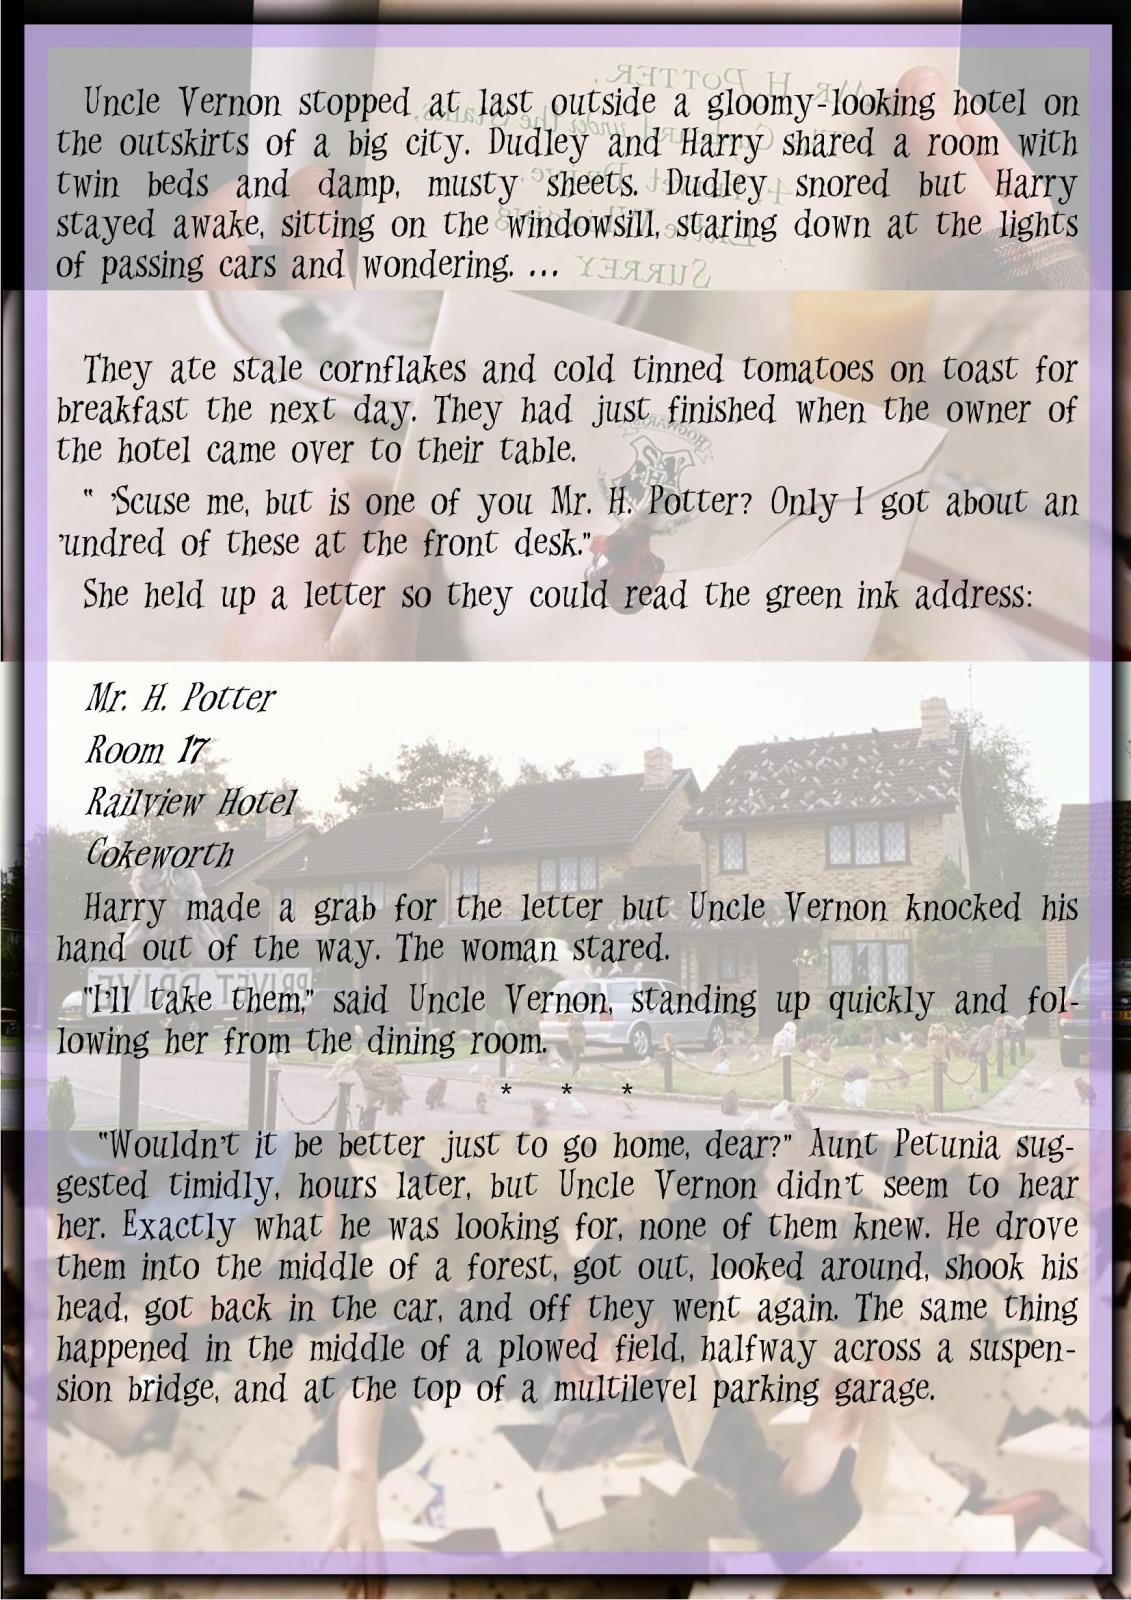 Uncle Vernon stopped at last outside a gloomy-looking hotel on
the outskirts of a big city. Dudley and Harry shared a room with
twin beds and damp, musty sheets. Dudley snored but Harry
stayed awake, sitting on the windowsill, staring down at the lights
of passing cars and wondering. …
They ate stale cornflakes and cold tinned tomatoes on toast for
breakfast the next day. They had just finished when the owner of
the hotel came over to their table.
“ ’Scuse me, but is one of you Mr. H. Potter? Only I got about an
’undred of these at the front desk.”
She held up a letter so they could read the green ink address:
Mr. H. Potter
Room 17
Railview Hotel
Cokeworth
Harry made a grab for the letter but Uncle Vernon knocked his
hand out of the way. The woman stared.
“I’ll take them,” said Uncle Vernon, standing up quickly and fol-
lowing her from the dining room.
* * *
“Wouldn’t it be better just to go home, dear?” Aunt Petunia sug-
gested timidly, hours later, but Uncle Vernon didn’t seem to hear
her. Exactly what he was looking for, none of them knew. He drove
them into the middle of a forest, got out, looked around, shook his
head, got back in the car, and off they went again. The same thing
happened in the middle of a plowed field, halfway across a suspen-
sion bridge, and at the top of a multilevel parking garage.
MR H. POTTER,
SURREY
HOGWARTS
PRIVET DRIVE